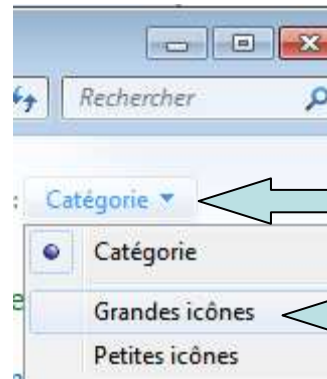 Rechercher
: Catégorie
Catégorie
e
Grandes icônes
Petites icônes